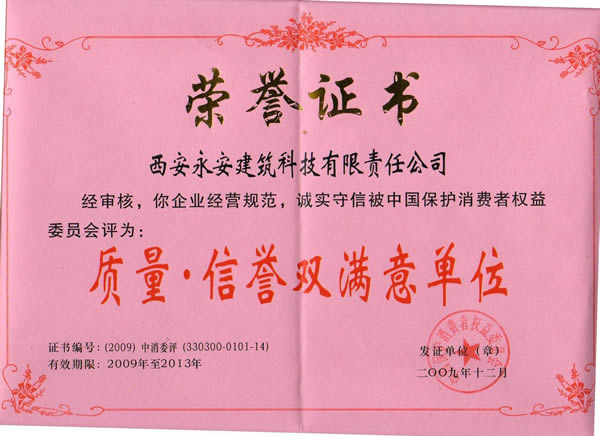 荣誉证书
西安永安建筑科技有限责任公司
经审核，你企业经营规范，诚实守信被中国保护消费者权益
委员会评为：
质量·信誉双满意单位
证书编号：(2009) 中消委评 (330300-0101-14)
有效期限：2009年至2013年
发证单位（章）
二〇〇九年十二月